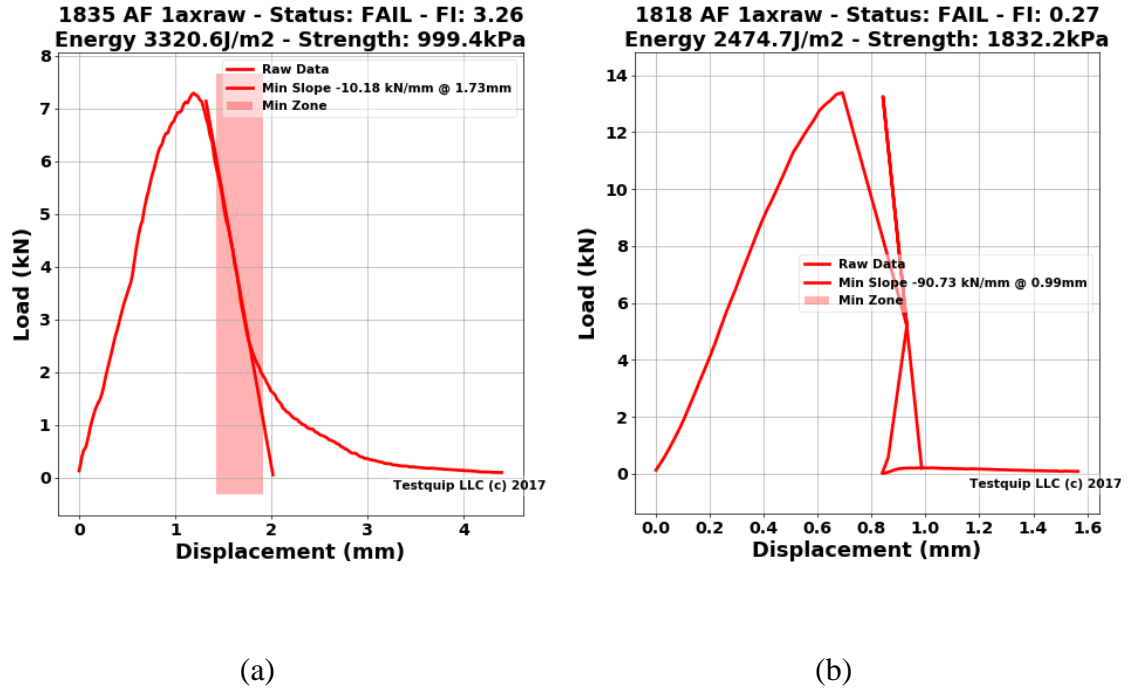 1835 AF 1axraw - Status: FAIL - FI: 3.26
Energy 3320.6J/m2 - Strength: 999.4kPa
8
7
6
5
4
3
2
1
0
Load (kN)
Raw Data
Min Slope -10.18 kN/mm @ 1.73mm
Min Zone
Testquip LLC (c) 2017
0 1 2 3 4
Displacement (mm)
(a)
1818 AF 1axraw - Status: FAIL - FI: 0.27
Energy 2474.7J/m2 - Strength: 1832.2kPa
14
12
10
8
6
4
2
0
Load (kN)
Raw Data
Min Slope -90.73 kN/mm @ 0.99mm
Min Zone
Testquip LLC (c) 2017
0.0 0.2 0.4 0.6 0.8 1.0 1.2 1.4 1.6
Displacement (mm)
(b)